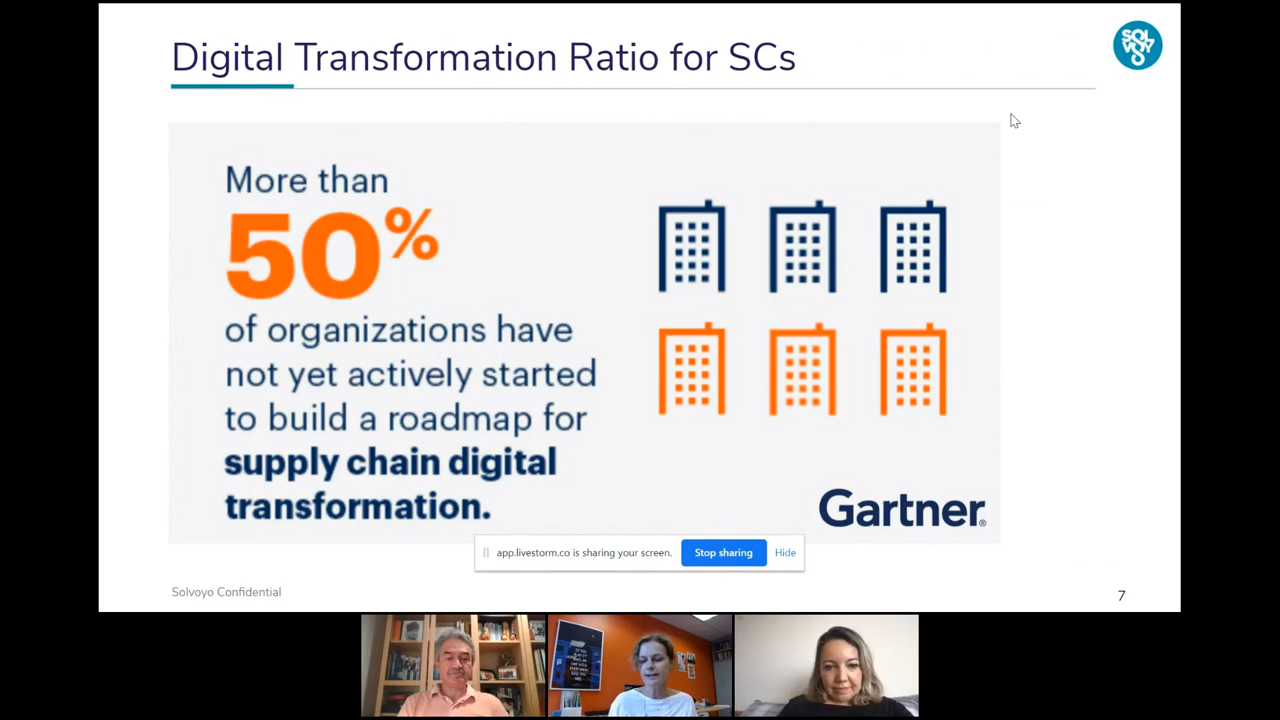 Digital Transformation Ratio for SCs
SOLVOYO
More than
50%
of organizations have
not yet actively started
to build a roadmap for
supply chain digital
transformation.
Gartner®
app.livestorm.co is sharing your screen.
Stop sharing
Hide
Solvoyo Confidential
7